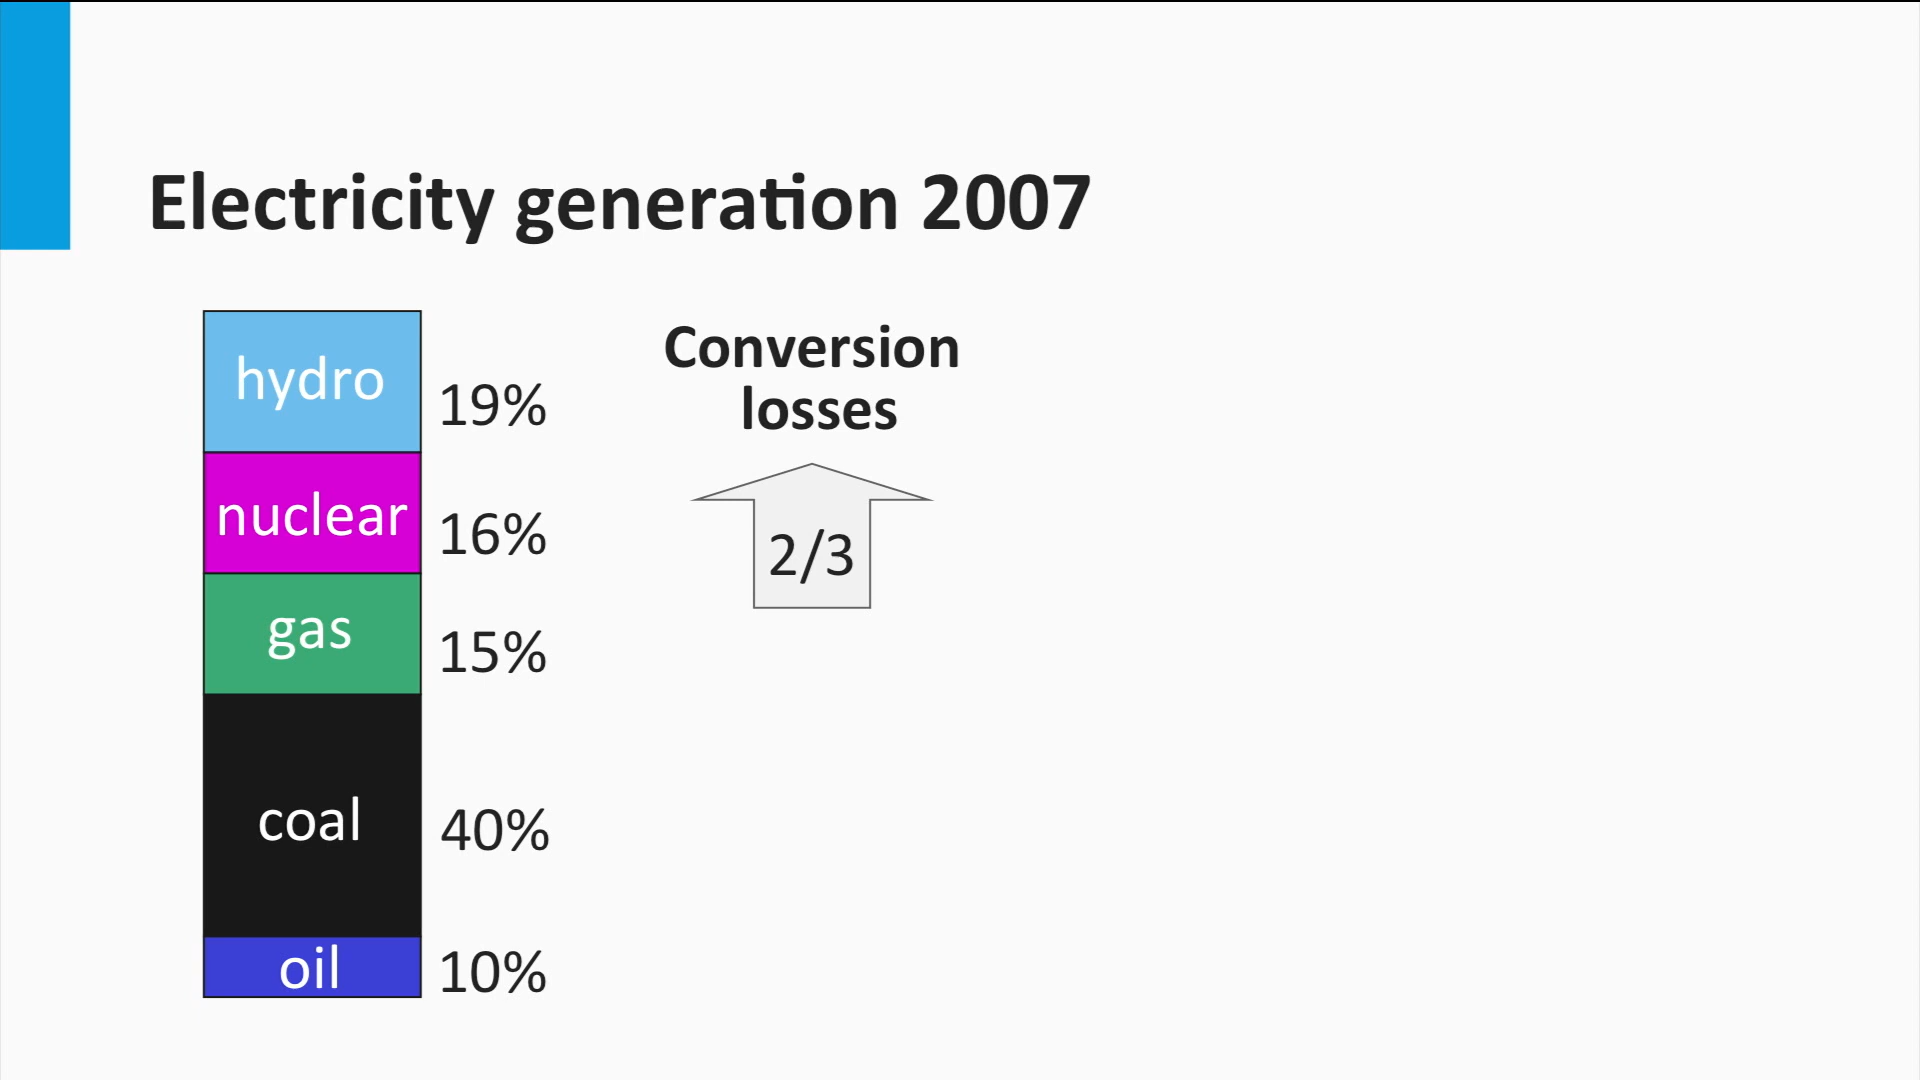 Electricity generation 2007
hydro
19%
nuclear
16%
gas
15%
coal
40%
oil
10%
Conversion
losses
2/3